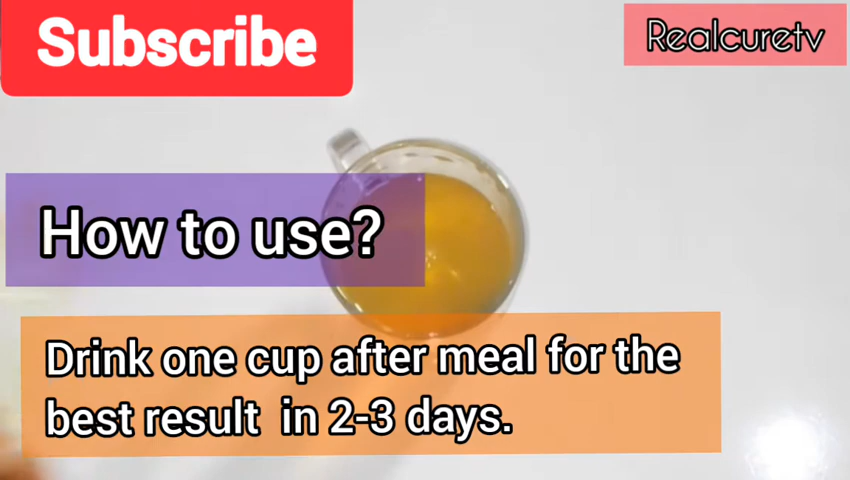 Subscribe
Realcuretv
How to use?
Drink one cup after meal for the
best result in 2-3 days.